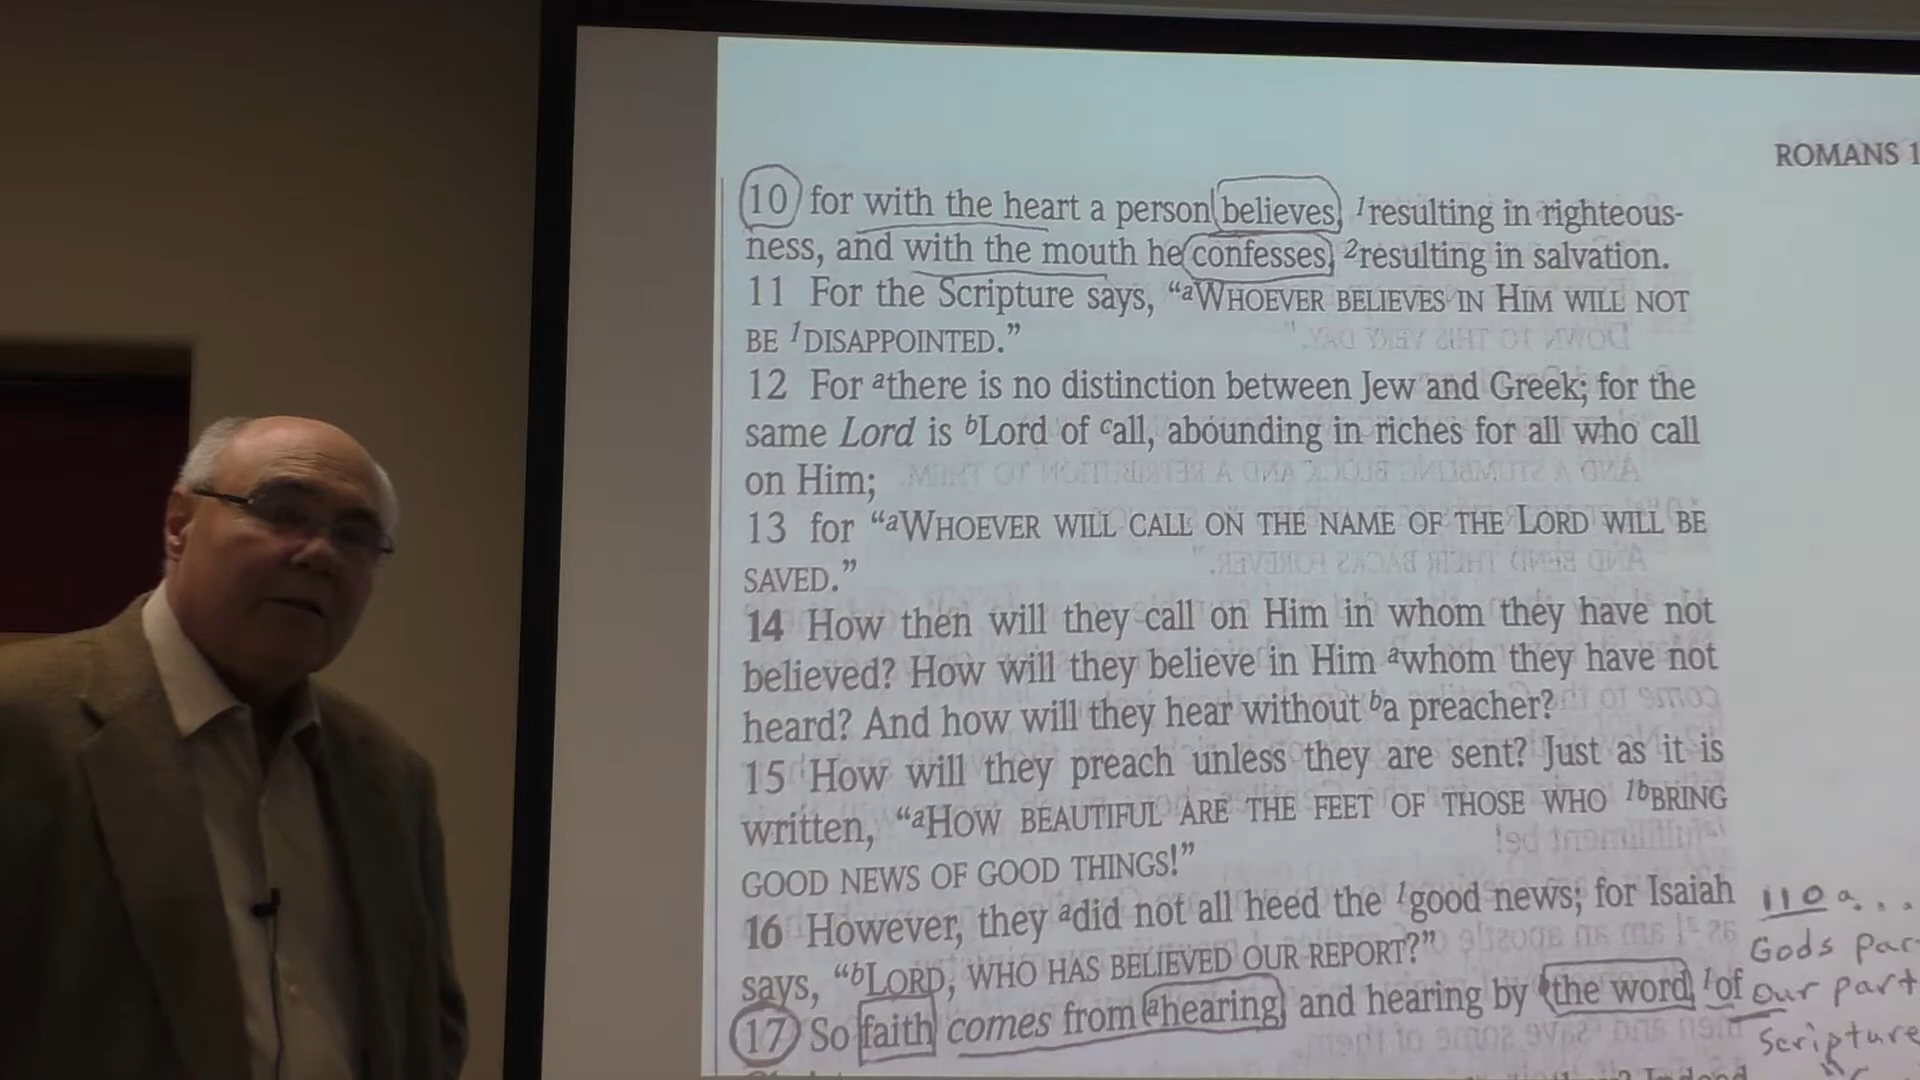 ROMANS 1
10 for with the heart a person believes, 1resulting in righteous-
ness, and with the mouth he confesses, 2resulting in salvation.
11 For the Scripture says, “aWHOEVER BELIEVES IN HIM WILL NOT
BE 1DISAPPOINTED.”
12 For athere is no distinction between Jew and Greek; for the
same Lord is bLord of call, abounding in riches for all who call
on Him;
13 for “aWHOEVER WILL CALL ON THE NAME OF THE LORD WILL BE
SAVED.”
14 How then will they call on Him in whom they have not
believed? How will they believe in Him awhom they have not
heard? And how will they hear without ba preacher?
15 How will they preach unless they are sent? Just as it is
written, “aHOW BEAUTIFUL ARE THE FEET OF THOSE WHO 1bBRING
GOOD NEWS OF GOOD THINGS!”
16 However, they adid not all heed the 1good news; for Isaiah
says, “bLORD, WHO HAS BELIEVED OUR REPORT?”
17 So faith comes from ahearing, and hearing by the word 1of
110 a...
Gods par
Our part
Scripture